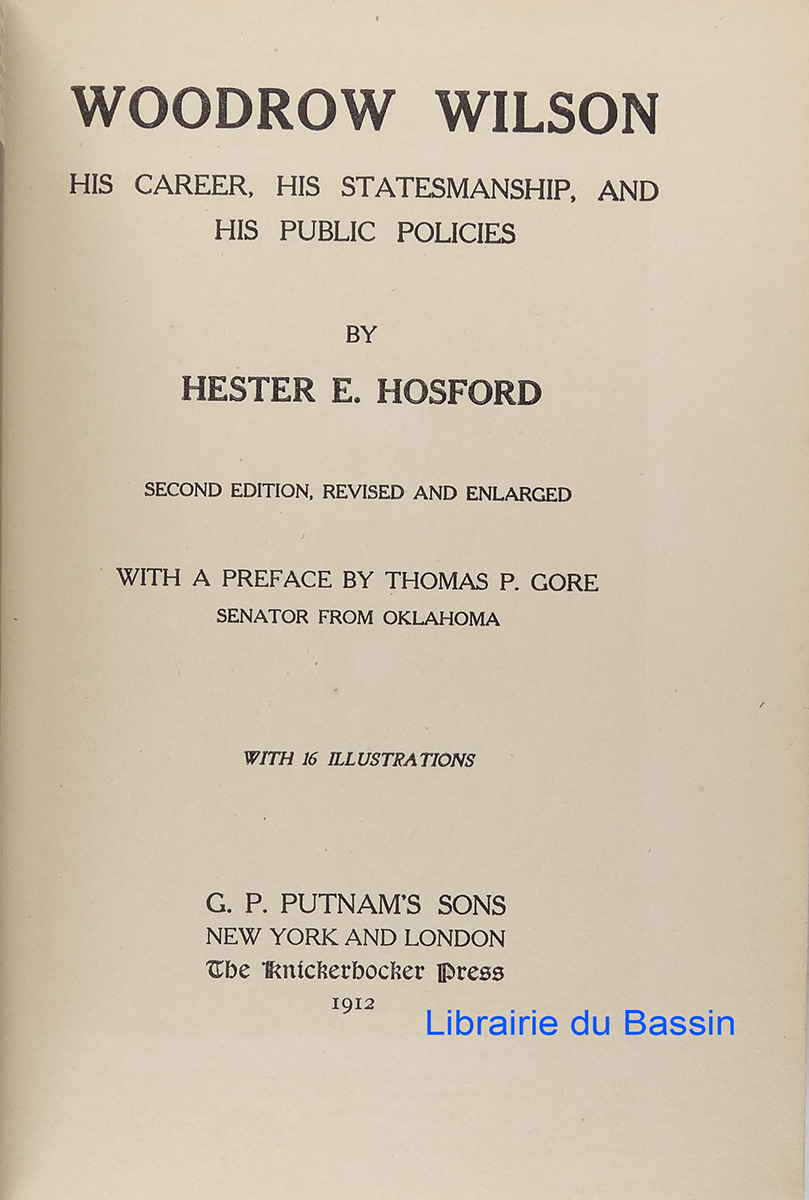 WOODROW WILSON
HIS CAREER, HIS STATESMANSHIP, AND
HIS PUBLIC POLICIES
BY
HESTER E. HOSFORD
SECOND EDITION, REVISED AND ENLARGED
WITH A PREFACE BY THOMAS P. GORE
SENATOR FROM OKLAHOMA
WITH 16 ILLUSTRATIONS
G. P. PUTNAM'S SONS
NEW YORK AND LONDON
The Knickerbocker Press
1912
Librairie du Bassin